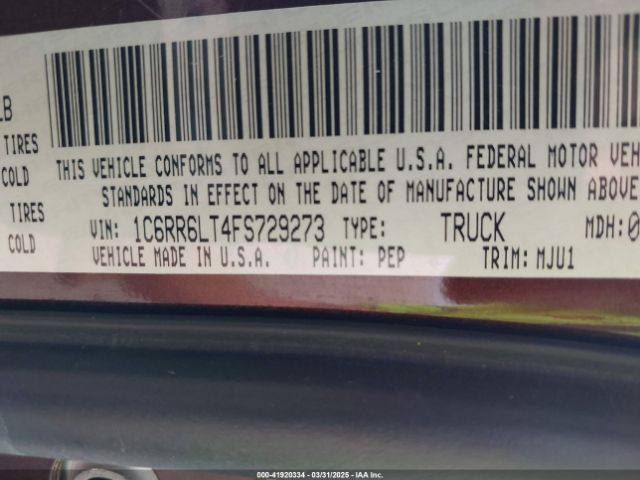 LB
TIRES
COLD
TIRES
COLD
THIS VEHICLE CONFORMS TO ALL APPLICABLE U.S.A. FEDERAL MOTOR VEH
STANDARDS IN EFFECT ON THE DATE OF MANUFACTURE SHOWN ABOVE
VIN: 1C6RR6LT4FS729273 TYPE: TRUCK MDH:0
VEHICLE MADE IN U.S.A. PAINT: PEP TRIM: MJU1
000-41920334 - 03/31/2025 - IAA Inc.